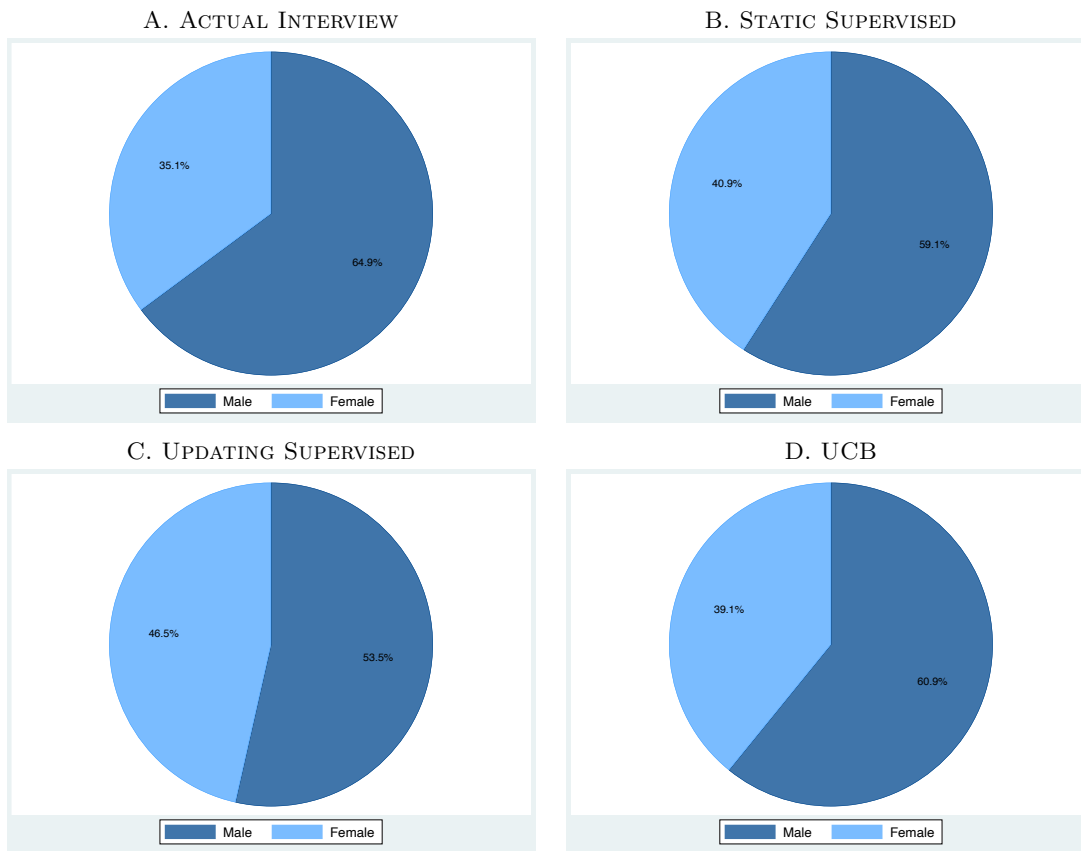 A. ACTUAL INTERVIEW
35.1%
64.9%
Male Female
B. STATIC SUPERVISED
40.9%
59.1%
Male Female
C. UPDATING SUPERVISED
46.5%
53.5%
Male Female
D. UCB
39.1%
60.9%
Male Female